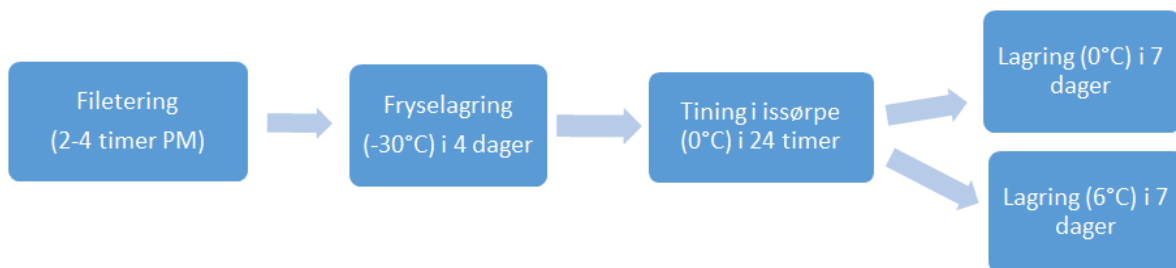 Filetering
(2-4 timer PM)
Fryselagring
(-30°C) i 4 dager
Tining i issørpe
(0°C) i 24 timer
Lagring (0°C) i 7
dager
Lagring (6°C) i 7
dager